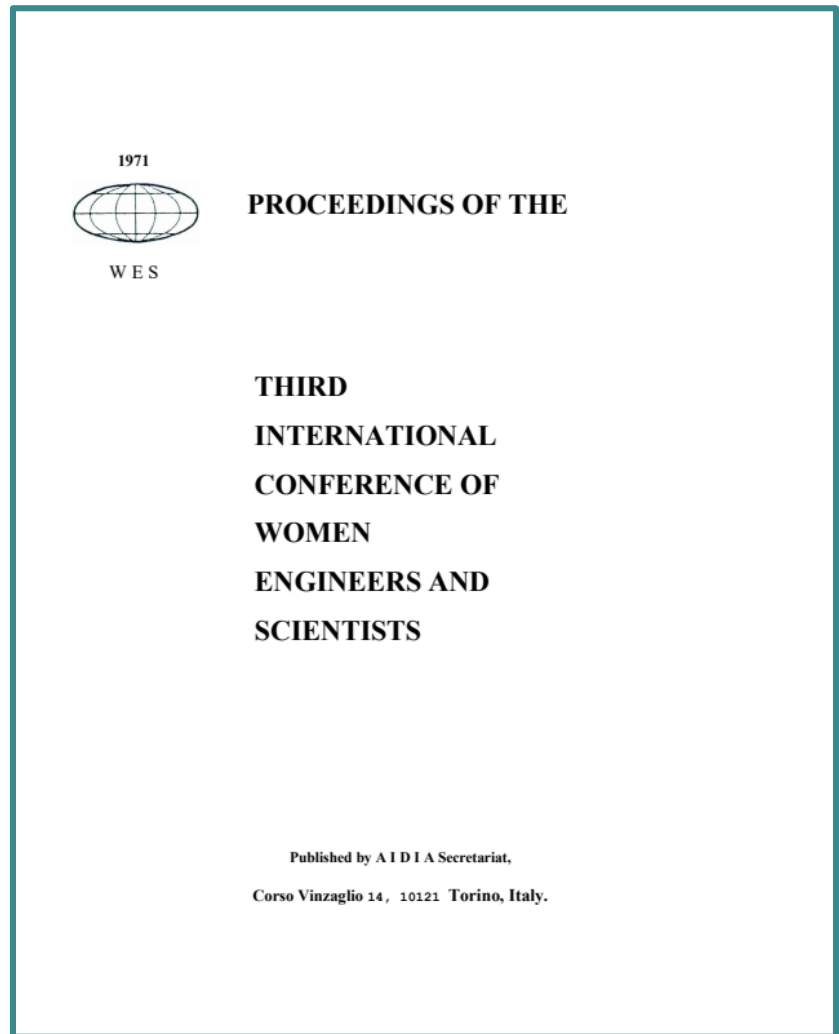 1971
PROCEEDINGS OF THE
W E S
THIRD
INTERNATIONAL
CONFERENCE OF
WOMEN
ENGINEERS AND
SCIENTISTS
Published by A I D I A Secretariat,
Corso Vinzaglio 14, 10121 Torino, Italy.